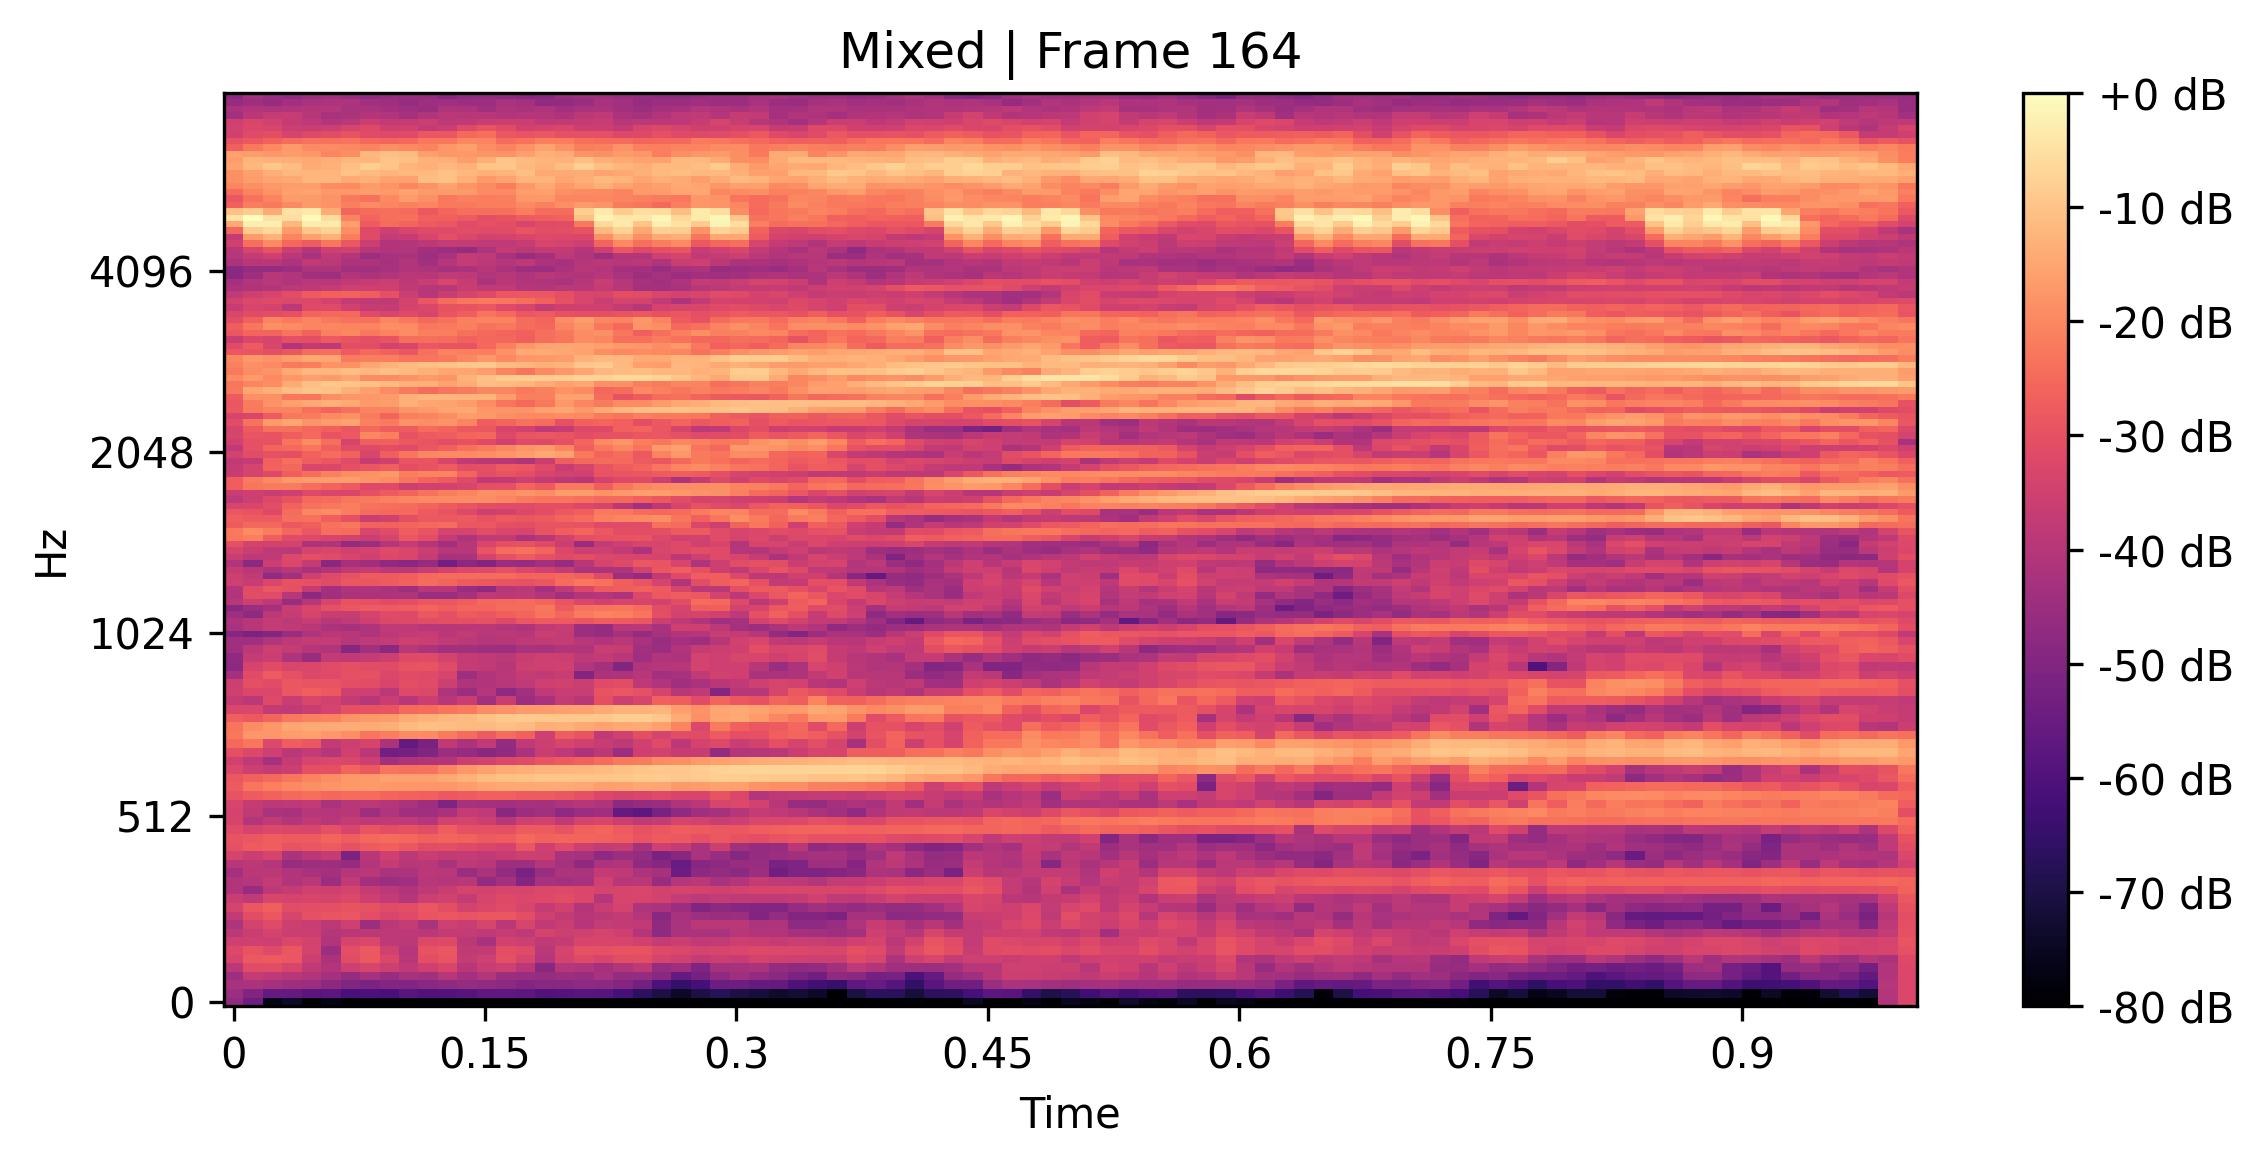 Mixed | Frame 164
Hz
4096
2048
1024
512
0
0 0.15 0.3 0.45 0.6 0.75 0.9
Time
+0 dB
-10 dB
-20 dB
-30 dB
-40 dB
-50 dB
-60 dB
-70 dB
-80 dB